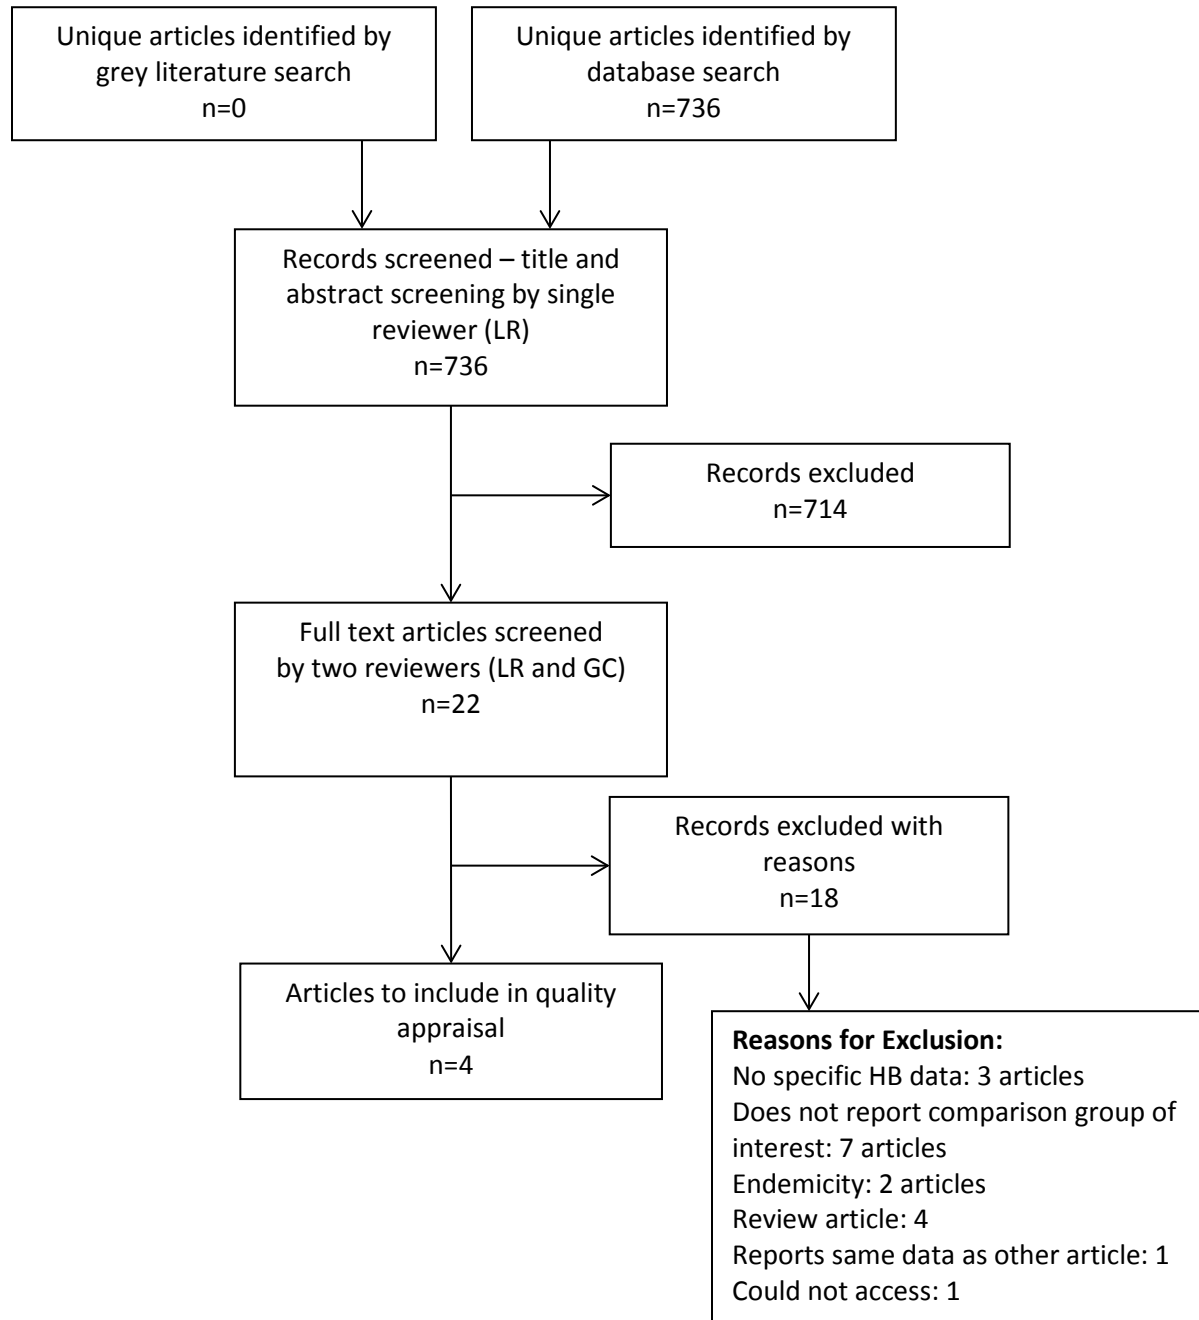 Unique articles identified by
grey literature search
n=0
Unique articles identified by
database search
n=736
Records screened – title and
abstract screening by single
reviewer (LR)
n=736
Records excluded
n=714
Full text articles screened
by two reviewers (LR and GC)
n=22
Records excluded with
reasons
n=18
Articles to include in quality
appraisal
n=4
Reasons for Exclusion:
No specific HB data: 3 articles
Does not report comparison group of
interest: 7 articles
Endemicity: 2 articles
Review article: 4
Reports same data as other article: 1
Could not access: 1